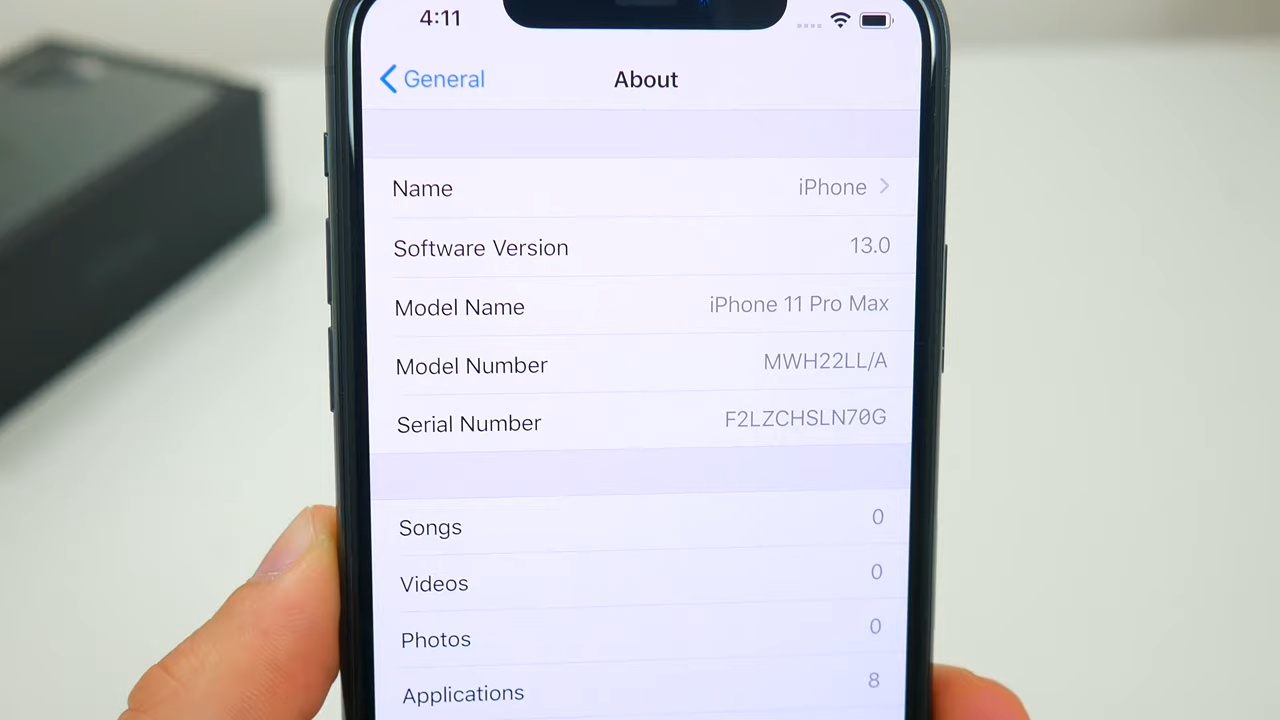 4:11
General
About
Name iPhone
Software Version 13.0
Model Name iPhone 11 Pro Max
Model Number MWH22LL/A
Serial Number F2LZCHSLN70G
Songs 0
Videos 0
Photos 0
Applications 8